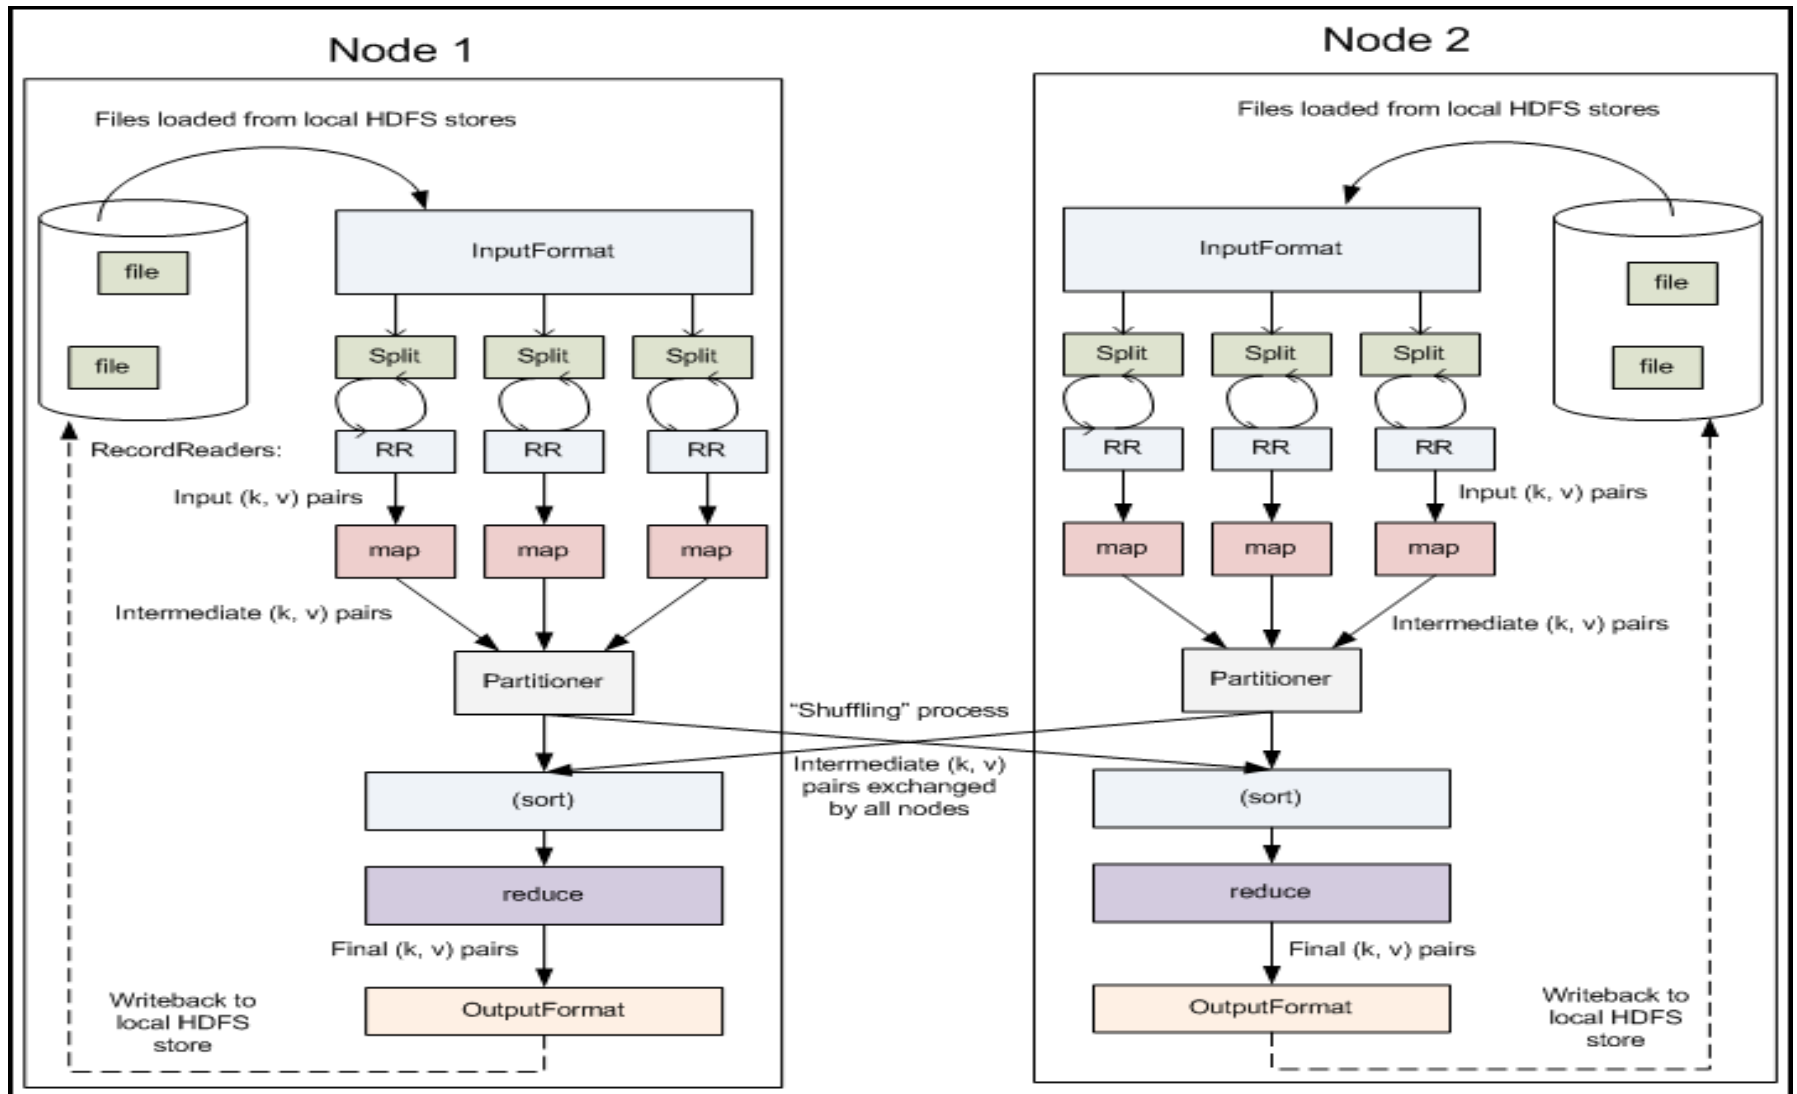 Node 1
Files loaded from local HDFS stores
file
file
InputFormat
Split Split Split
RecordReaders: RR RR RR
Input (k, v) pairs
map map map
Intermediate (k, v) pairs
Partitioner
(sort)
reduce
Final (k, v) pairs
OutputFormat
Writeback to
local HDFS
store
"Shuffling" process
Intermediate (k, v)
pairs exchanged
by all nodes
Node 2
Files loaded from local HDFS stores
file
file
InputFormat
Split Split Split
RR RR RR
Input (k, v) pairs
map map map
Intermediate (k, v) pairs
Partitioner
(sort)
reduce
Final (k, v) pairs
OutputFormat
Writeback to
local HDFS
store